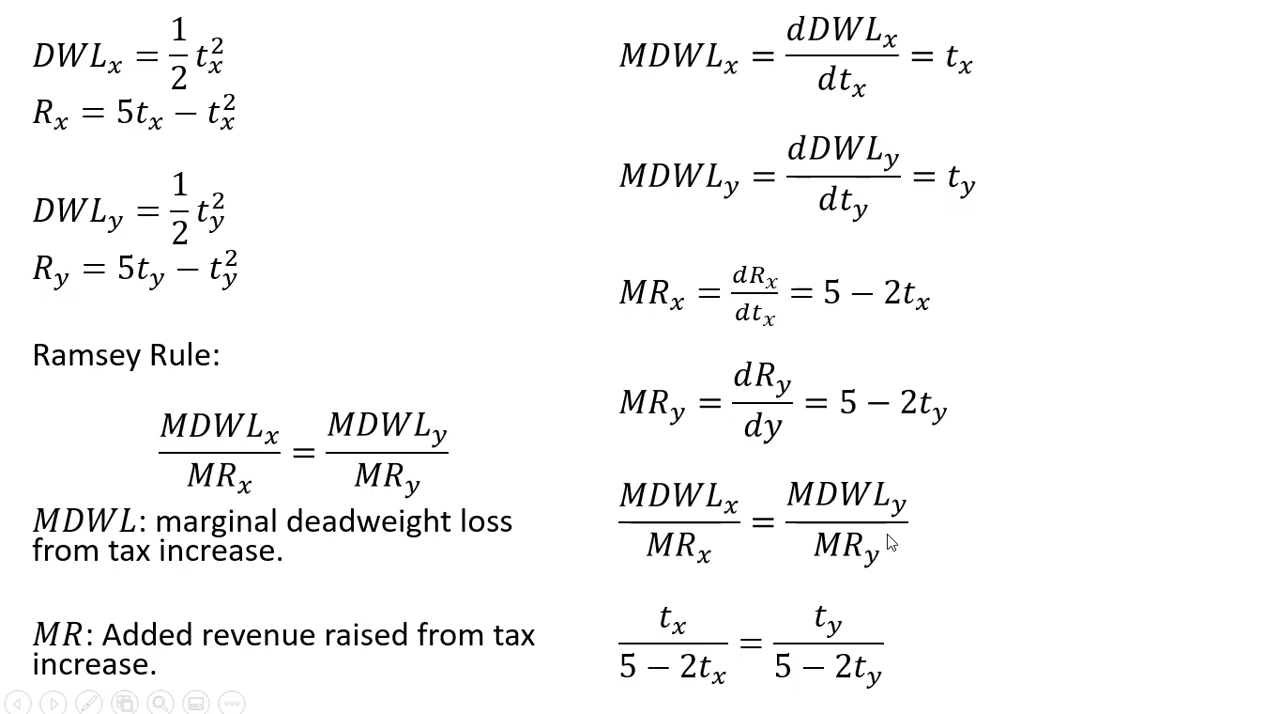 DWL_x = 1/2 t_x^2
R_x = 5t_x − t_x^2
DWL_y = 1/2 t_y^2
R_y = 5t_y − t_y^2
Ramsey Rule:
MDWL_x/MR_x = MDWL_y/MR_y
MDWL: marginal deadweight loss
from tax increase.
MR: Added revenue raised from tax
increase.
MDWL_x = dDWL_x/dt_x = t_x
MDWL_y = dDWL_y/dt_y = t_y
MR_x = dR_x/dt_x = 5 − 2t_x
MR_y = dR_y/dy = 5 − 2t_y
MDWL_x/MR_x = MDWL_y/MR_y
t_x/(5 − 2t_x) = t_y/(5 − 2t_y)